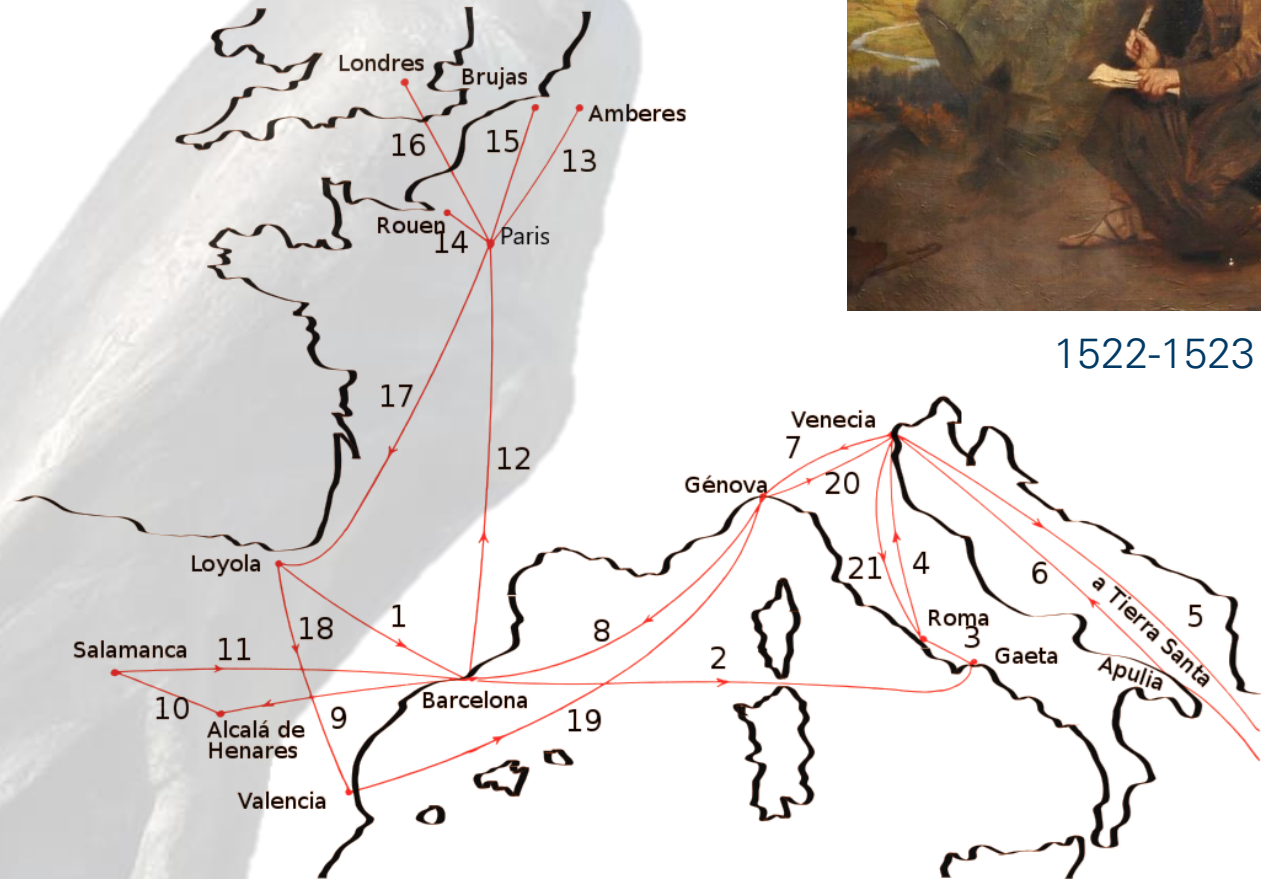 Londres
Brujas
Amberes
16
15
13
Rouen
14
Paris
1522-1523
17
12
Venecia
7
20
Génova
Loyola
21
4
6
a Tierra Santa
5
1
18
8
Roma
3
Gaeta
Salamanca
11
2
Apulia
Barcelona
10
9
19
Alcalá de
Henares
Valencia